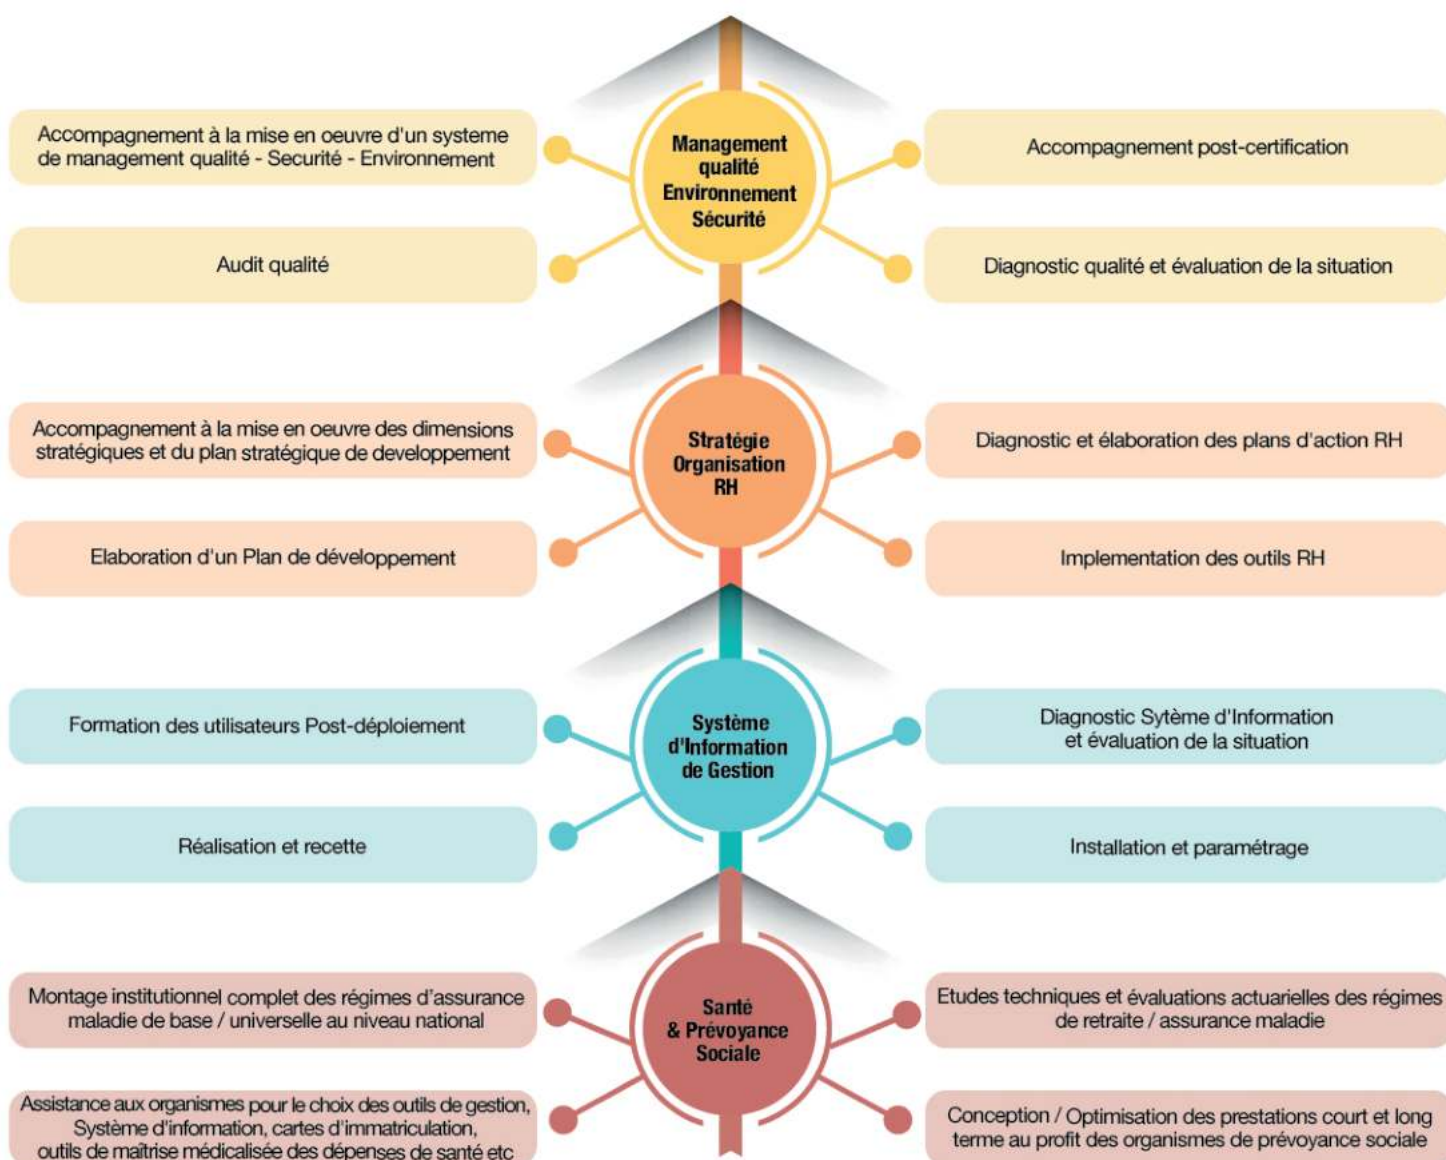 Accompagnement à la mise en oeuvre d'un systeme
de management qualité - Securité - Environnement
Audit qualité
Management
qualité
Environnement
Sécurité
Accompagnement post-certification
Diagnostic qualité et évaluation de la situation
Accompagnement à la mise en oeuvre des dimensions
stratégiques et du plan stratégique de developpement
Elaboration d'un Plan de développement
Stratégie
Organisation
RH
Diagnostic et élaboration des plans d'action RH
Implementation des outils RH
Formation des utilisateurs Post-déploiement
Réalisation et recette
Système
d'Information
de Gestion
Diagnostic Sytème d'Information
et évaluation de la situation
Installation et paramétrage
Montage institutionnel complet des régimes d'assurance
maladie de base / universelle au niveau national
Assistance aux organismes pour le choix des outils de gestion,
Système d'information, cartes d'immatriculation,
outils de maîtrise médicalisée des dépenses de santé etc
Santé
& Prévoyance
Sociale
Etudes techniques et évaluations actuarielles des régimes
de retraite / assurance maladie
Conception / Optimisation des prestations court et long
terme au profit des organismes de prévoyance sociale